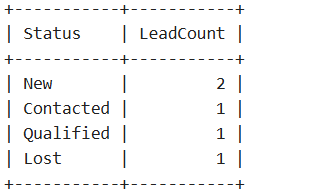 +-----------+-----------+
| Status    | LeadCount |
+-----------+-----------+
| New       |         2 |
| Contacted |         1 |
| Qualified |         1 |
| Lost      |         1 |
+-----------+-----------+